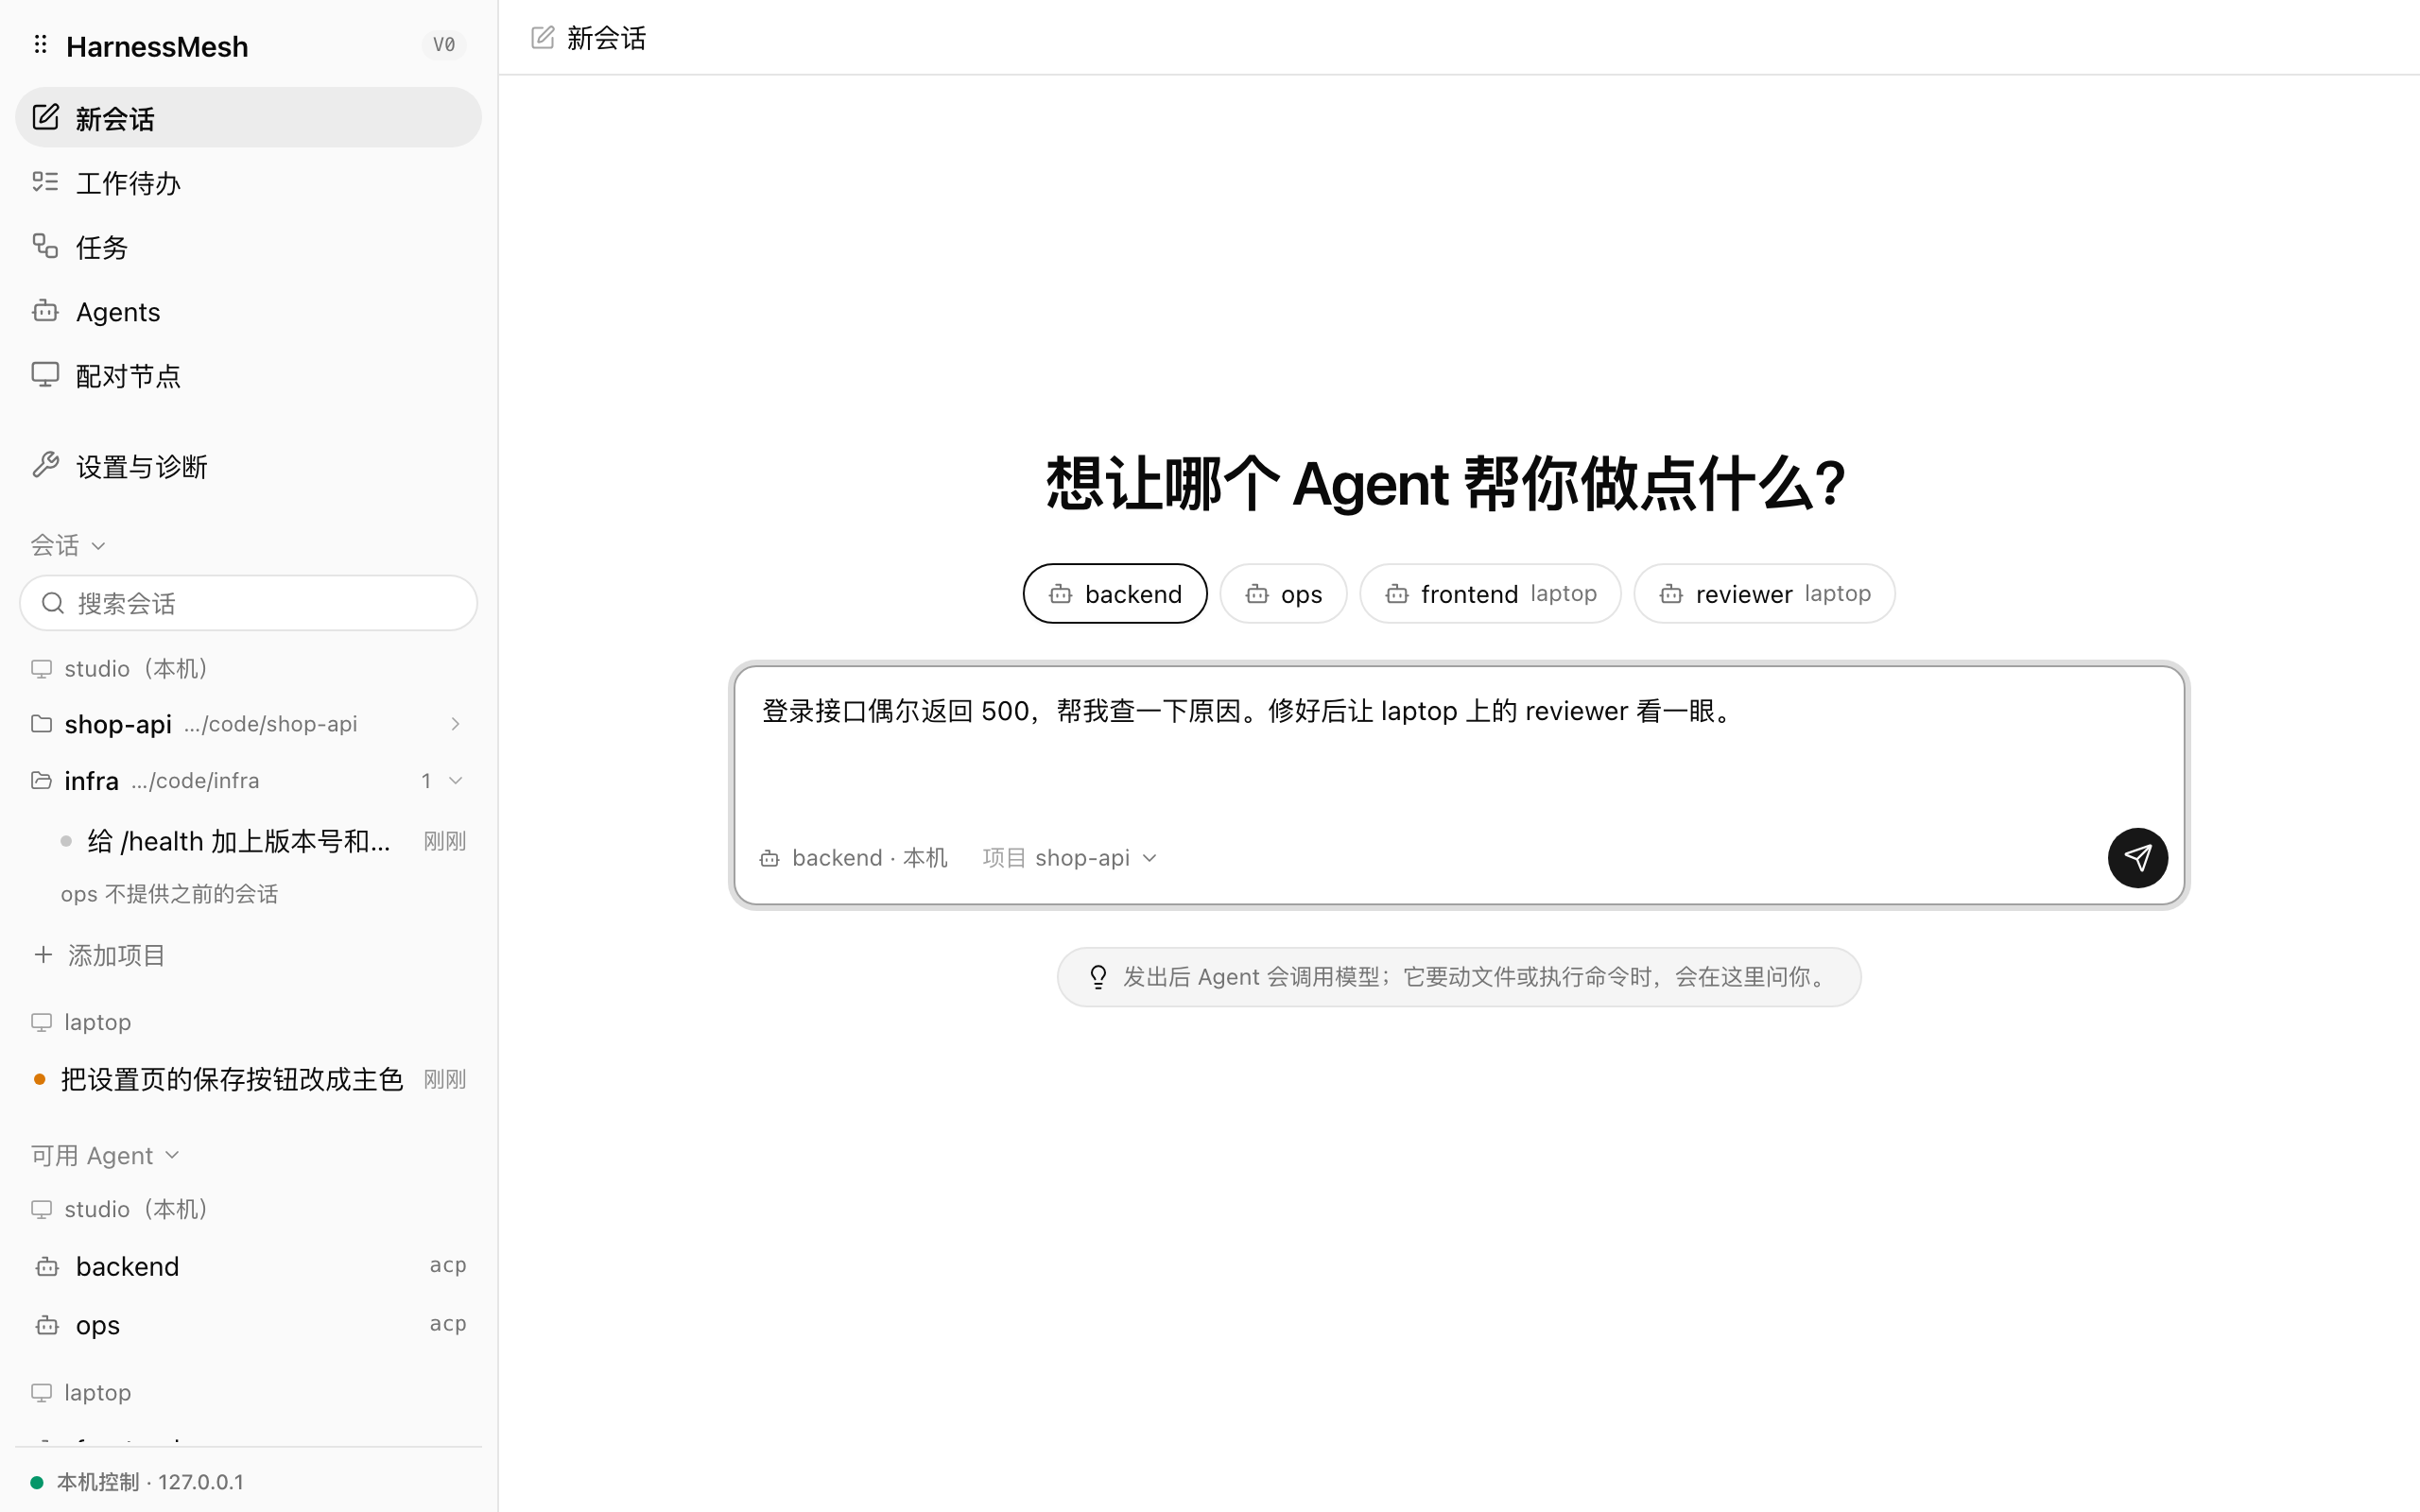 HarnessMesh V0
新会话
工作待办
任务
Agents
配对节点
设置与诊断
会话
搜索会话
studio（本机）
shop-api .../code/shop-api
infra .../code/infra 1
给 /health 加上版本号和... 刚刚
ops 不提供之前的会话
添加项目
laptop
把设置页的保存按钮改成主色 刚刚
可用 Agent
studio（本机）
backend acp
ops acp
laptop
本机控制 · 127.0.0.1
新会话
想让哪个 Agent 帮你做点什么？
backend ops frontend laptop reviewer laptop
登录接口偶尔返回 500，帮我查一下原因。修好后让 laptop 上的 reviewer 看一眼。
backend · 本机 项目 shop-api
发出后 Agent 会调用模型；它要动文件或执行命令时，会在这里问你。